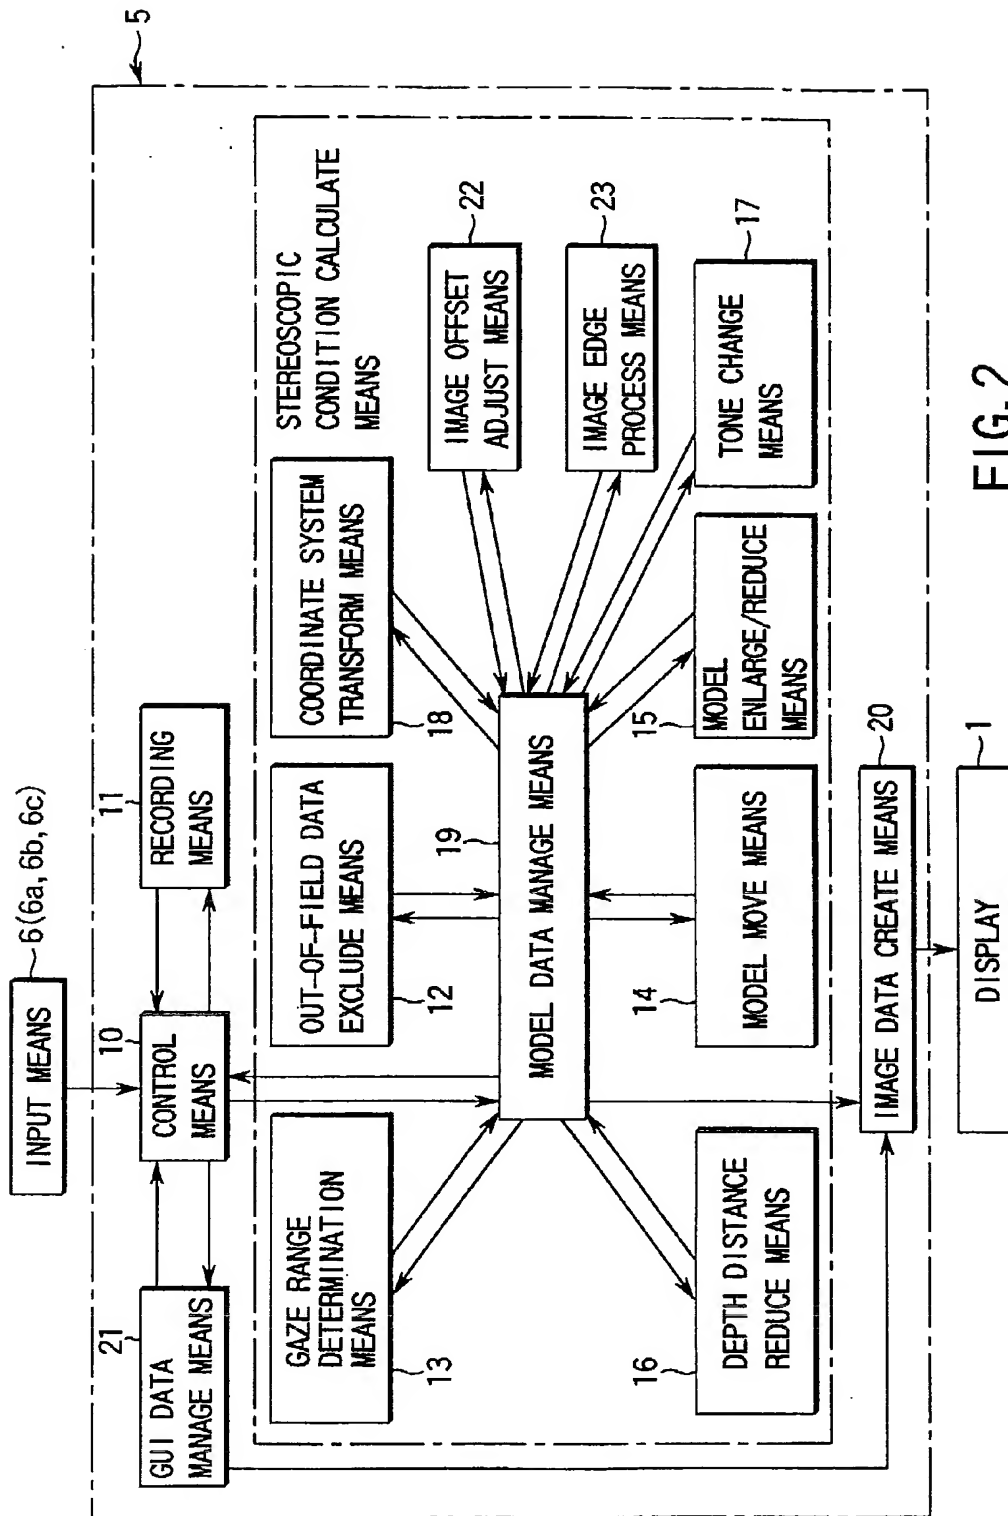 INPUT MEANS
6(6a, 6b, 6c)
5
21
GUI DATA
MANAGE MEANS
10
CONTROL
MEANS
11
RECORDING
MEANS
GAZE RANGE
DETERMINATION
MEANS
13
OUT-OF-FIELD DATA
EXCLUDE MEANS
12
COORDINATE SYSTEM
TRANSFORM MEANS
18
STEREOSCOPIC
CONDITION CALCULATE
MEANS
IMAGE OFFSET
ADJUST MEANS
22
19
MODEL DATA MANAGE MEANS
IMAGE EDGE
PROCESS MEANS
23
16
DEPTH DISTANCE
REDUCE MEANS
14
MODEL MOVE MEANS
15
MODEL
ENLARGE/REDUCE
MEANS
TONE CHANGE
MEANS
17
IMAGE DATA CREATE MEANS
20
DISPLAY
1
FIG.2